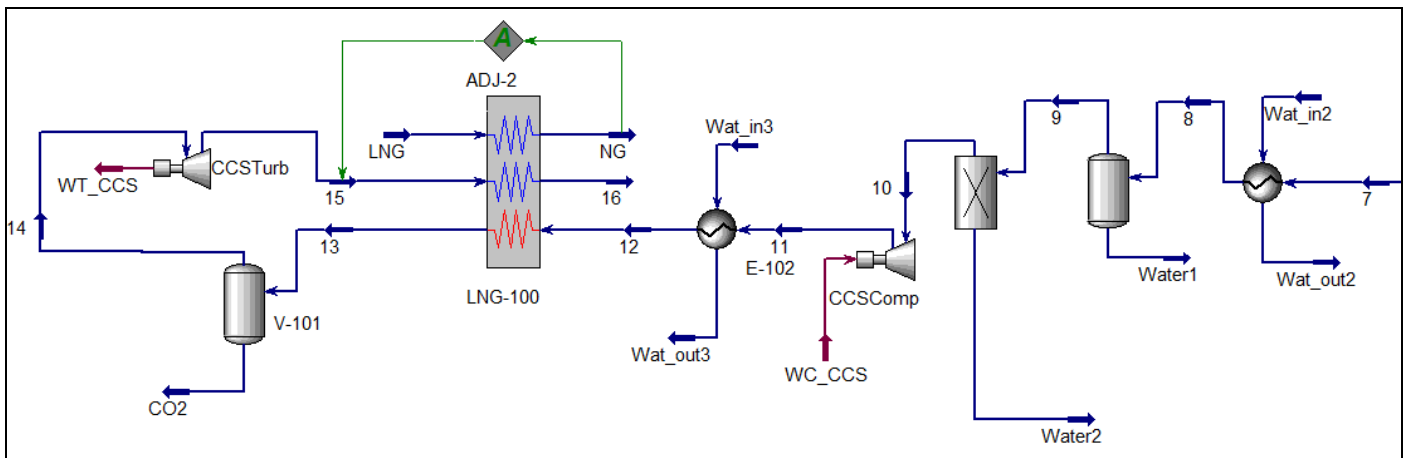 A
ADJ-2
Wat_in3
9
8
Wat_in2
LNG
NG
CCSTurb
WT_CCS
15
16
10
7
14
13
12
11
E-102
Water1
Wat_out2
LNG-100
CCSComp
V-101
Wat_out3
WC_CCS
CO2
Water2